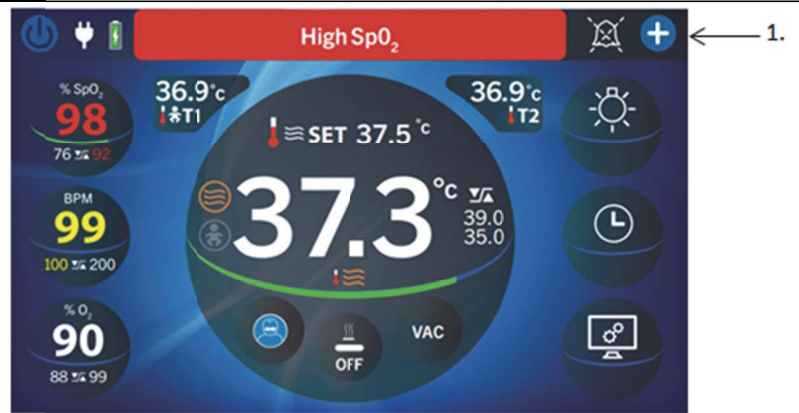 High Sp0₂
1.
% SpO₂
98
76 92
36.9°c
T1
36.9°c
T2
SET 37.5 °c
37.3 °c
39.0
35.0
BPM
99
100 200
% O₂
90
88 99
OFF
VAC